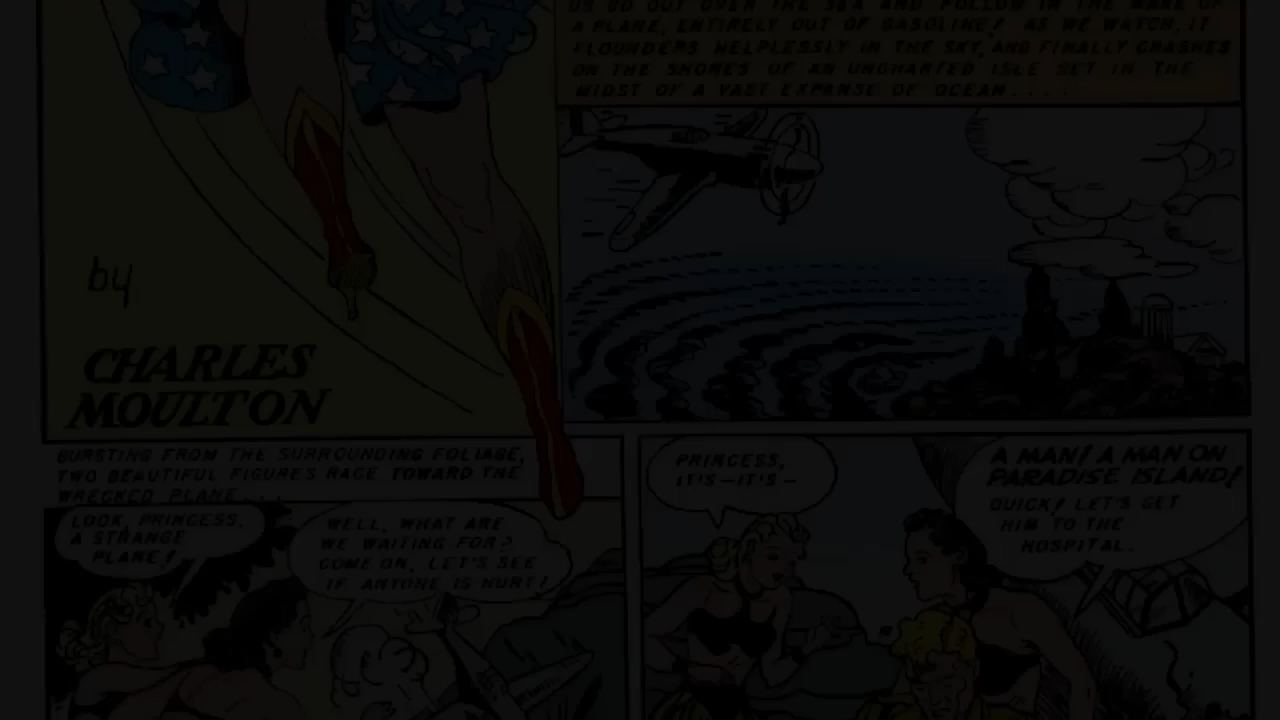 US GO OUT OVER THE SEA AND FOLLOW IN THE WAKE OF
A PLANE, ENTIRELY OUT OF GASOLINE! AS WE WATCH, IT
FLOUNDERS HELPLESSLY IN THE SKY, AND FINALLY CRASHES
ON THE SHORES OF AN UNCHARTED ISLE SET IN THE
MIDST OF A VAST EXPANSE OF OCEAN....
by
CHARLES
MOULTON
BURSTING FROM THE SURROUNDING FOLIAGE,
TWO BEAUTIFUL FIGURES RACE TOWARD THE
WRECKED PLANE....
LOOK, PRINCESS,
A STRANGE
PLANE!
WELL, WHAT ARE
WE WAITING FOR?
COME ON, LET'S SEE
IF ANYONE IS HURT!
PRINCESS,
IT'S—IT'S—
A MAN! A MAN ON
PARADISE ISLAND!
QUICK! LET'S GET
HIM TO THE
HOSPITAL.